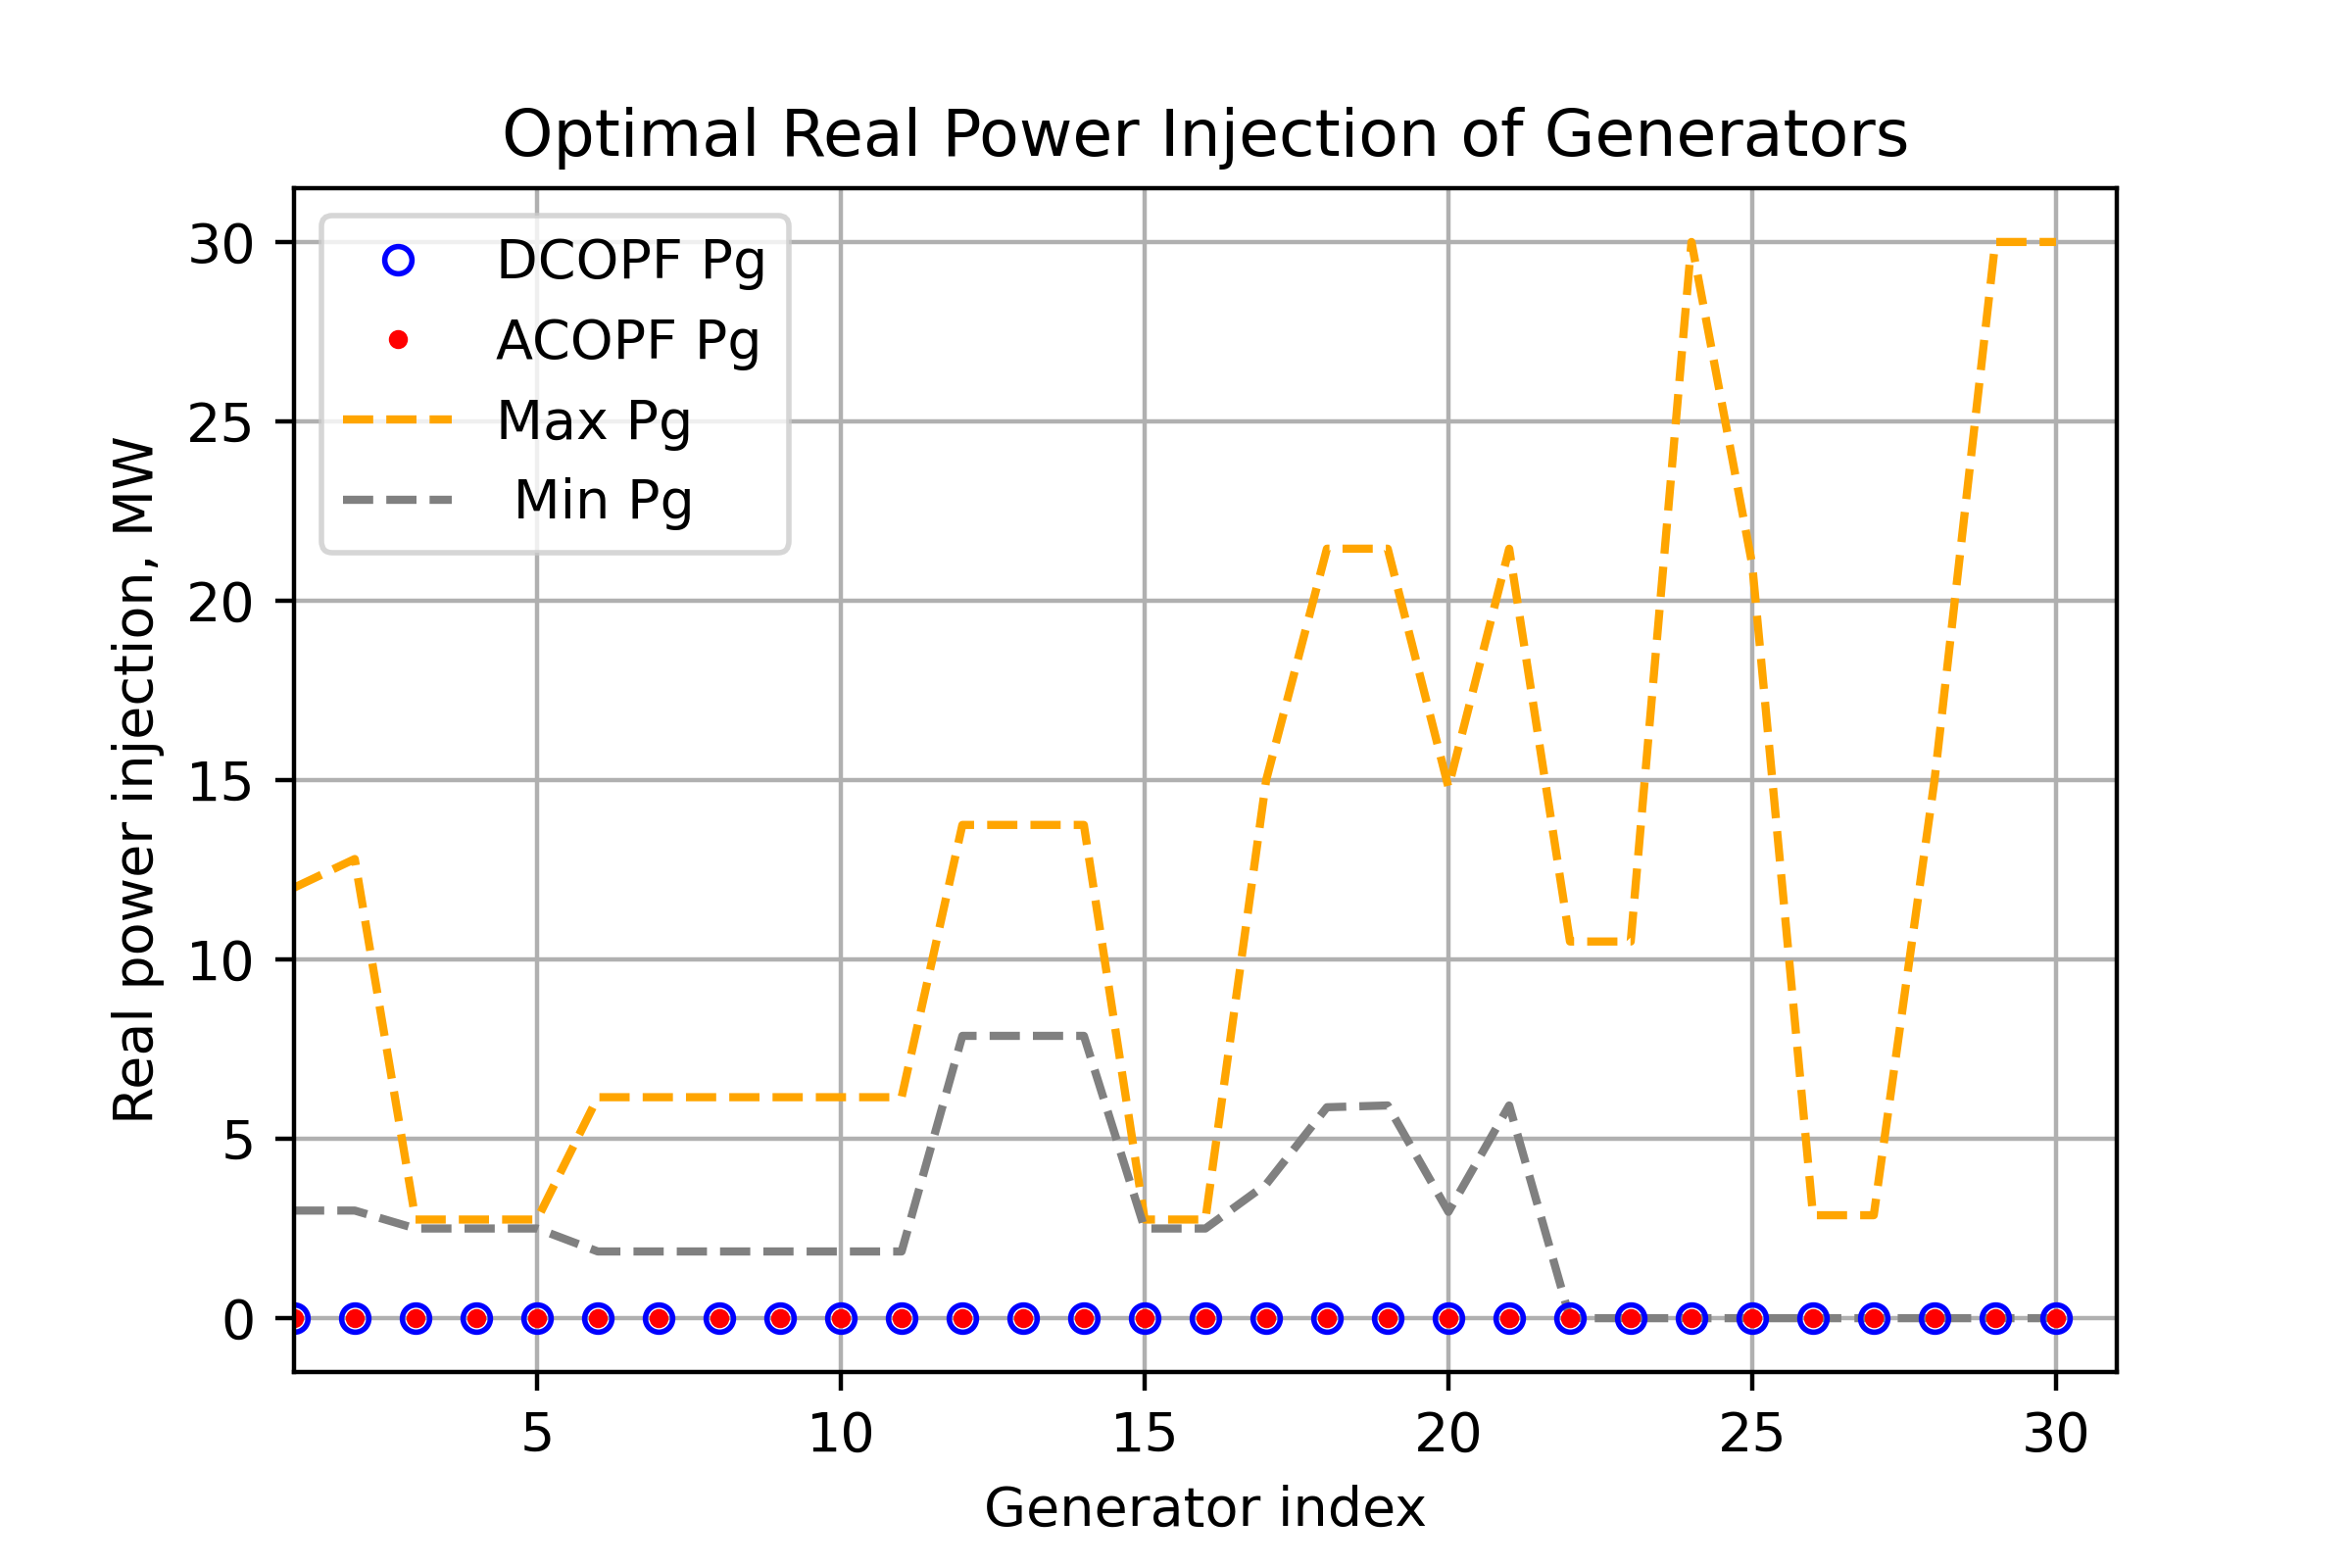 Optimal Real Power Injection of Generators
DCOPF Pg
ACOPF Pg
Max Pg
Min Pg
Real power injection, MW
30
25
20
15
10
5
0
5 10 15 20 25 30
Generator index